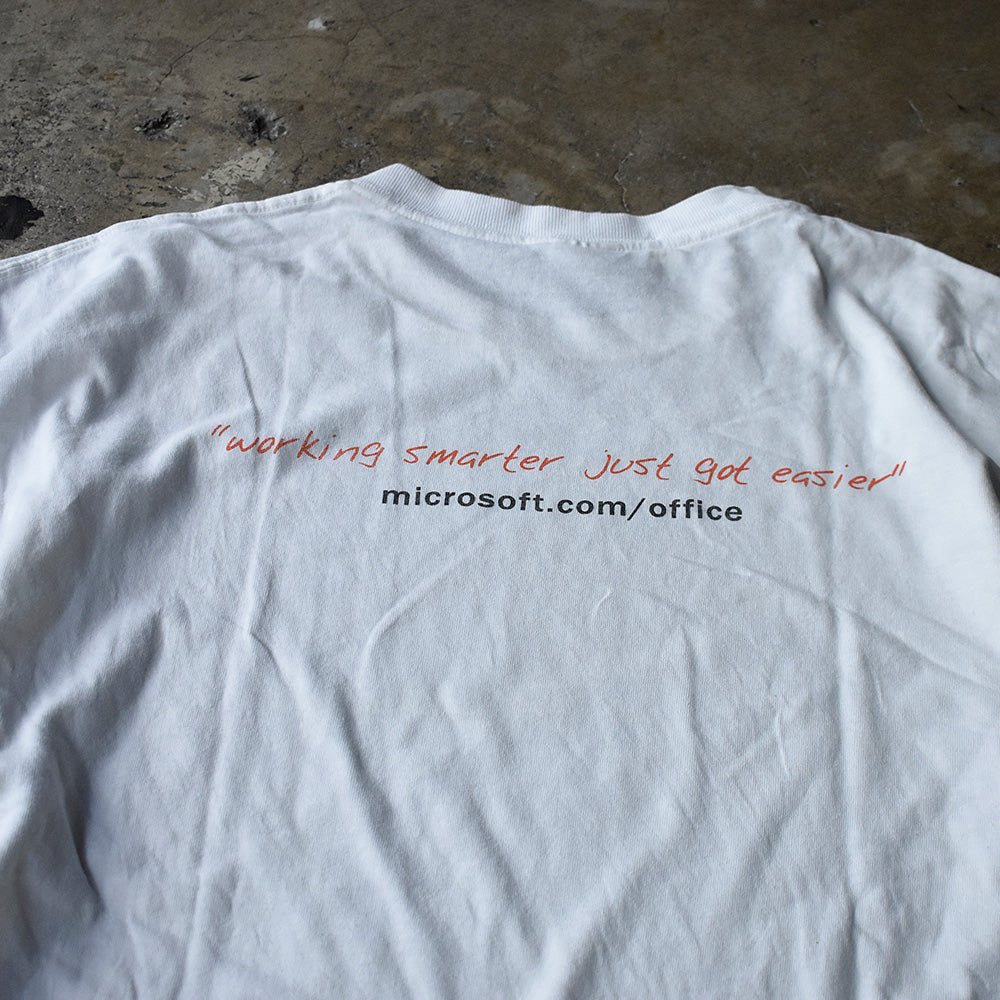 "working smarter just got easier"
microsoft.com/office